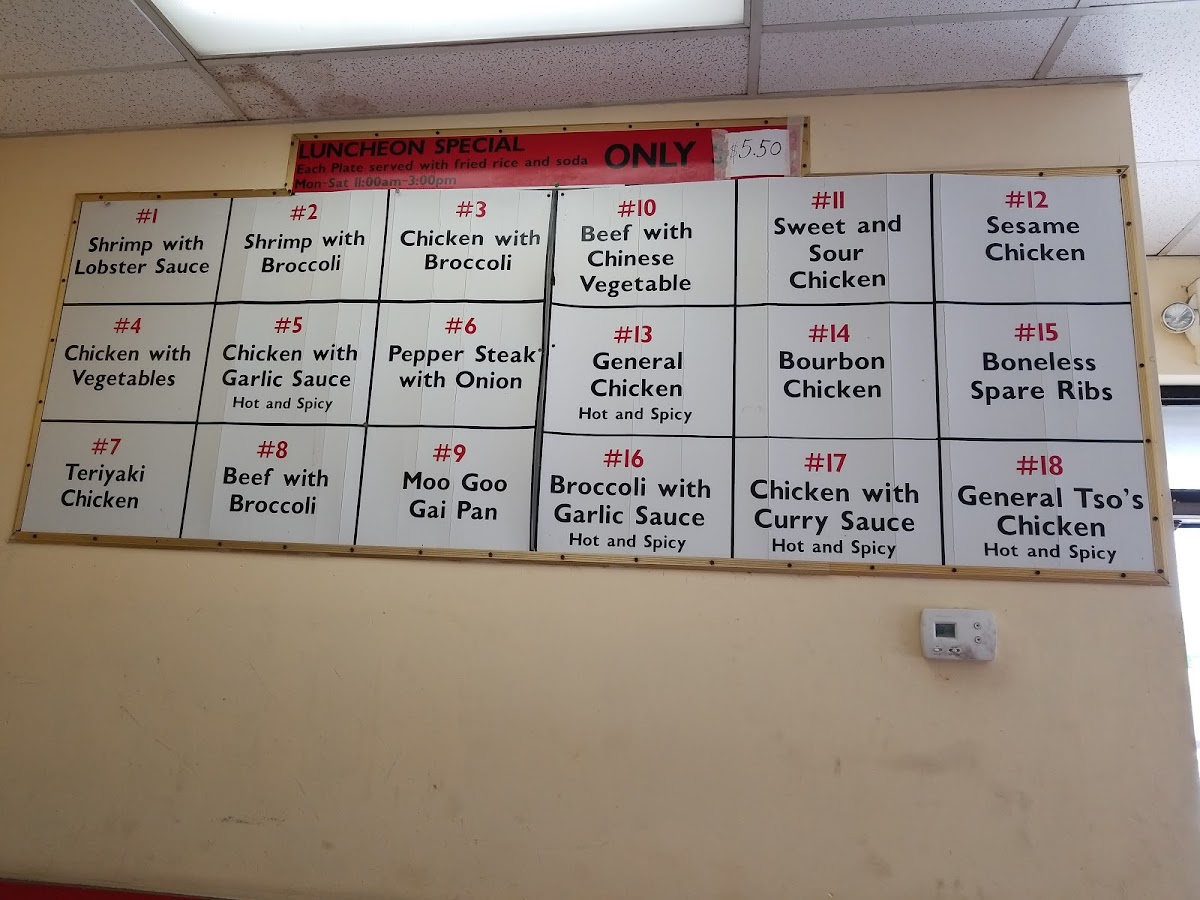 LUNCHEON SPECIAL
Each Plate served with fried rice and soda
Mon-Sat 11:00am-3:00pm
ONLY $5.50
#1
Shrimp with
Lobster Sauce
#2
Shrimp with
Broccoli
#3
Chicken with
Broccoli
#4
Chicken with
Vegetables
#5
Chicken with
Garlic Sauce
Hot and Spicy
#6
Pepper Steak
with Onion
#7
Teriyaki
Chicken
#8
Beef with
Broccoli
#9
Moo Goo
Gai Pan
#10
Beef with
Chinese
Vegetable
#11
Sweet and
Sour
Chicken
#12
Sesame
Chicken
#13
General
Chicken
Hot and Spicy
#14
Bourbon
Chicken
#15
Boneless
Spare Ribs
#16
Broccoli with
Garlic Sauce
Hot and Spicy
#17
Chicken with
Curry Sauce
Hot and Spicy
#18
General Tso's
Chicken
Hot and Spicy